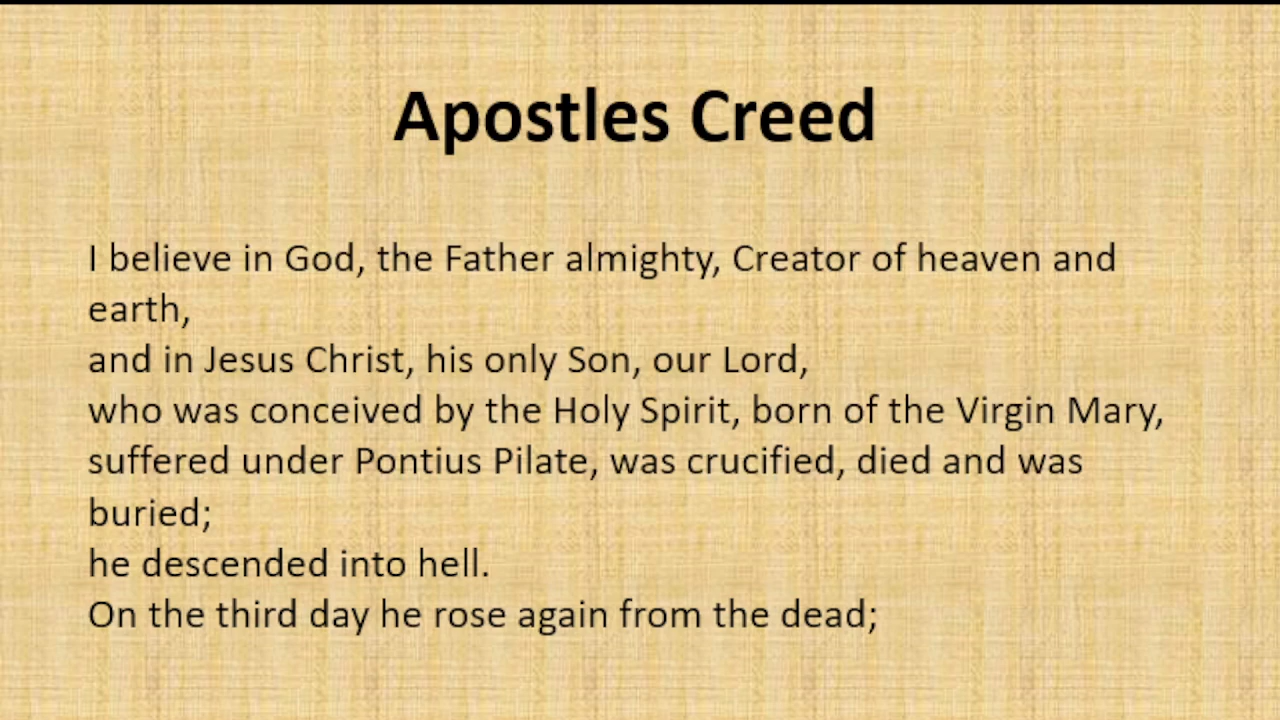 Apostles Creed
I believe in God, the Father almighty, Creator of heaven and
earth,
and in Jesus Christ, his only Son, our Lord,
who was conceived by the Holy Spirit, born of the Virgin Mary,
suffered under Pontius Pilate, was crucified, died and was
buried;
he descended into hell.
On the third day he rose again from the dead;